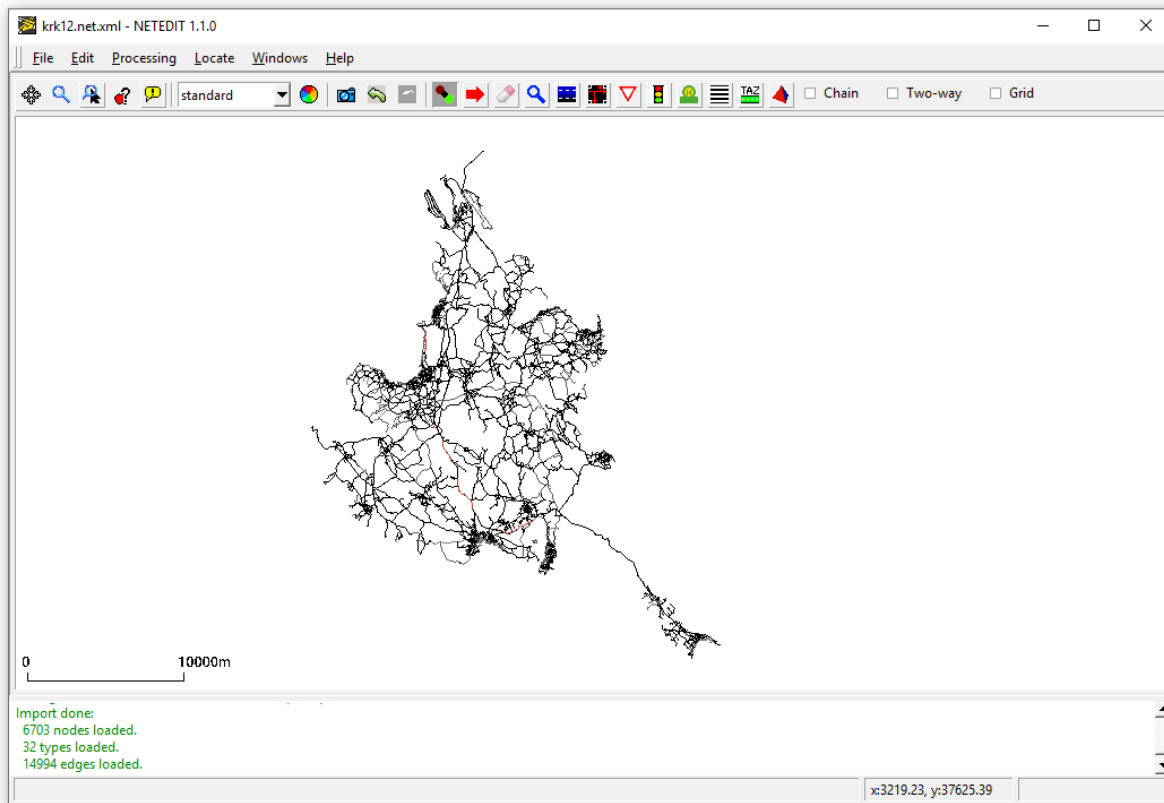 krk12.net.xml - NETEDIT 1.1.0
File Edit Processing Locate Windows Help
standard TAZ Chain Two-way Grid
0 10000m
Import done:
6703 nodes loaded.
32 types loaded.
14994 edges loaded.
x:3219.23, y:37625.39